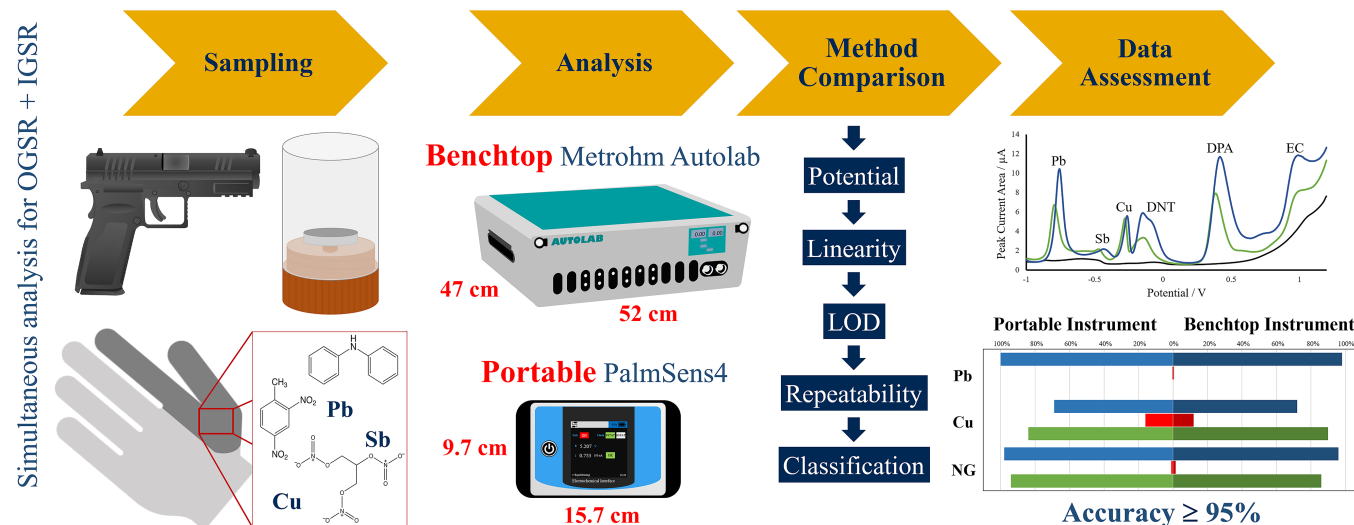 Simultaneous analysis for OGSR + IGSR
Sampling
Analysis
Method
Comparison
Data
Assessment
H
N
CH₃
NO₂
NO₂
Pb
Sb
Cu
Benchtop Metrohm Autolab
AUTOLAB
0.00 0.00
47 cm
52 cm
Portable PalmSens4
9.7 cm
15.7 cm
Potential
Linearity
LOD
Repeatability
Classification
Peak Current Area / µA
14
12
10
8
6
4
2
0
Pb
Sb
Cu
DNT
DPA
EC
-1
-0.5
0
0.5
1
Potential / V
Portable Instrument
Benchtop Instrument
100% 80% 60% 40% 20% 0% 20% 40% 60% 80% 100%
Pb
Cu
NG
Accuracy ≥ 95%